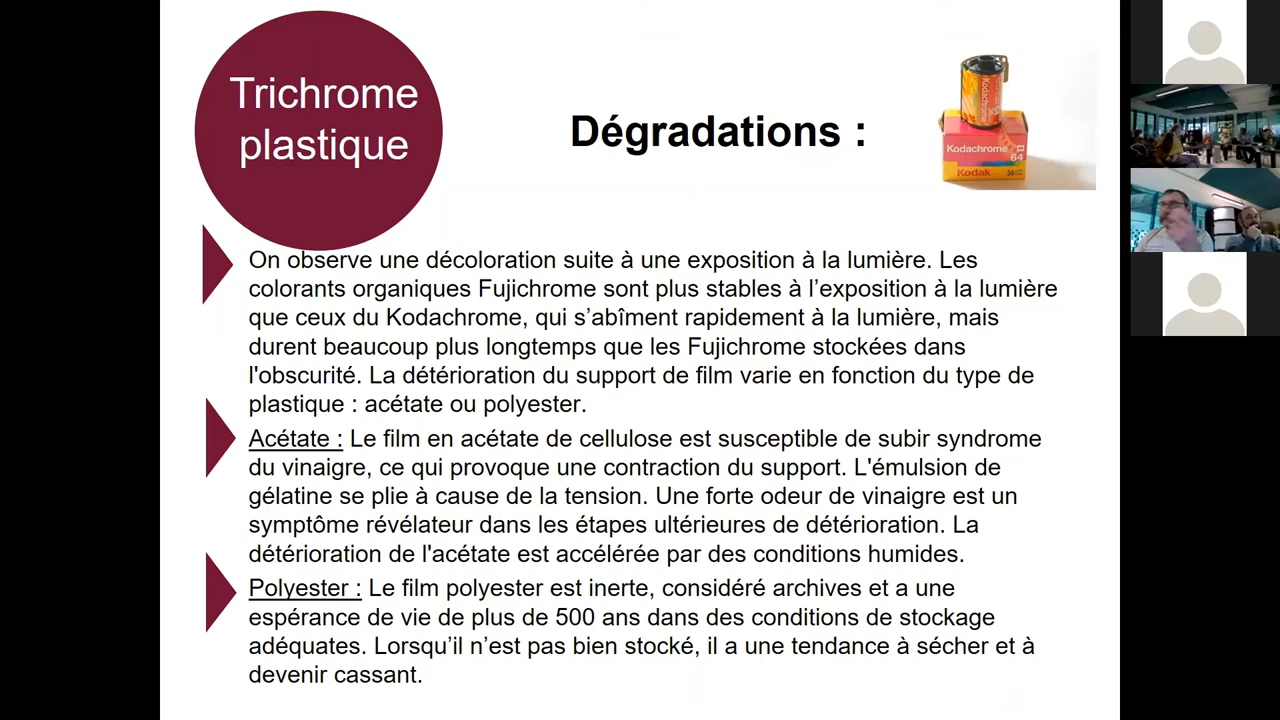 Trichrome
plastique
Dégradations :
Kodachrome
Kodachrome
64
Kodak
36
On observe une décoloration suite à une exposition à la lumière. Les
colorants organiques Fujichrome sont plus stables à l’exposition à la lumière
que ceux du Kodachrome, qui s’abîment rapidement à la lumière, mais
durent beaucoup plus longtemps que les Fujichrome stockées dans
l'obscurité. La détérioration du support de film varie en fonction du type de
plastique : acétate ou polyester.
Acétate : Le film en acétate de cellulose est susceptible de subir syndrome
du vinaigre, ce qui provoque une contraction du support. L'émulsion de
gélatine se plie à cause de la tension. Une forte odeur de vinaigre est un
symptôme révélateur dans les étapes ultérieures de détérioration. La
détérioration de l'acétate est accélérée par des conditions humides.
Polyester : Le film polyester est inerte, considéré archives et a une
espérance de vie de plus de 500 ans dans des conditions de stockage
adéquates. Lorsqu’il n’est pas bien stocké, il a une tendance à sécher et à
devenir cassant.